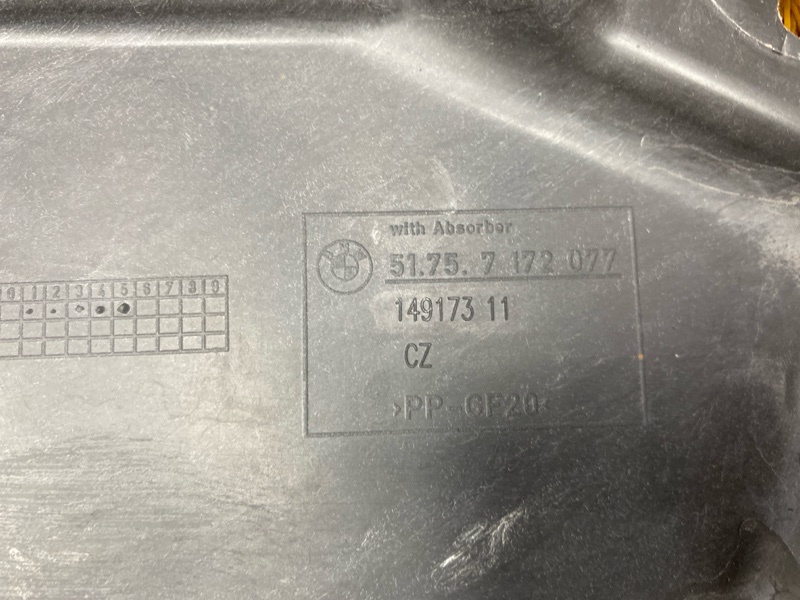 with Absorber
BMW
51.75. 7 172 077
149173 11
CZ
>PP-GF20<
0 1 2 3 4 5 6 7 8 9